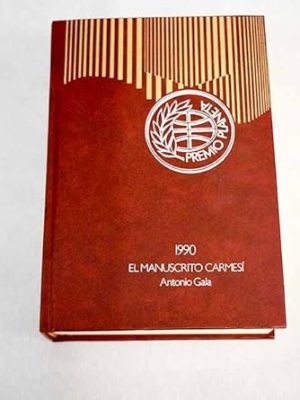 PREMIO PLANETA
1990
EL MANUSCRITO CARMESÍ
Antonio Gala